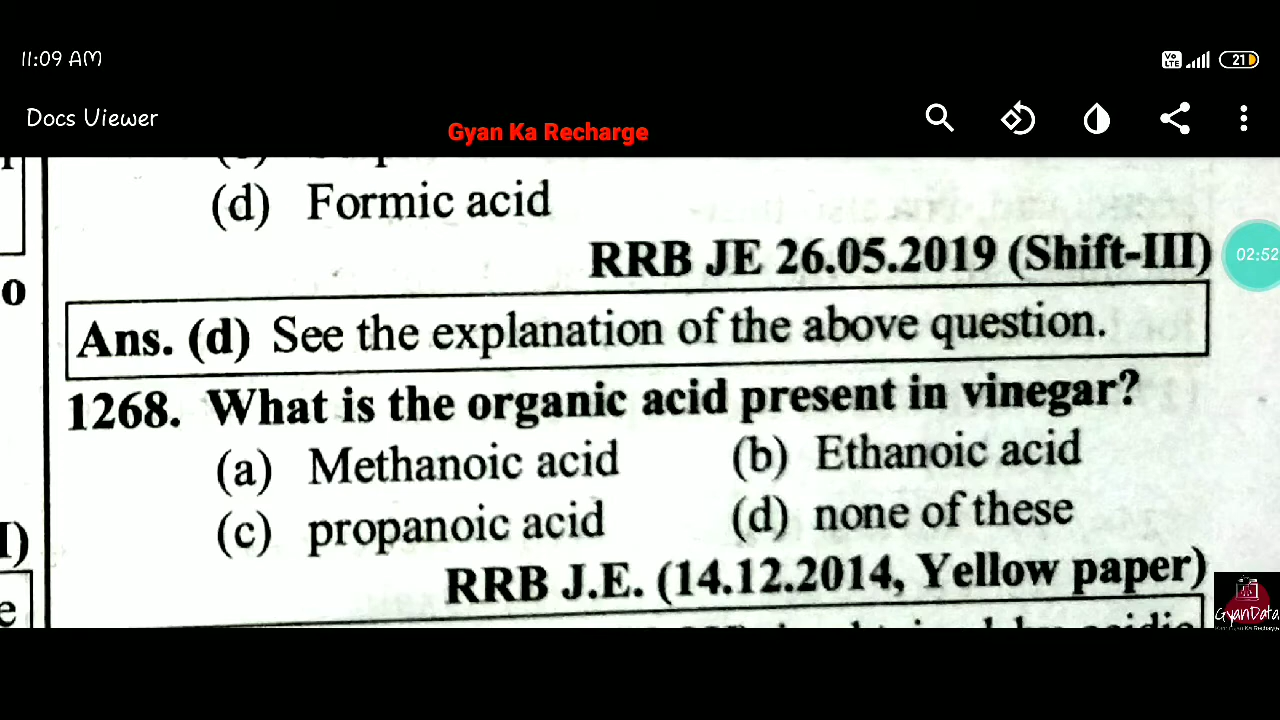 11:09 AM
21
Docs Viewer
Gyan Ka Recharge
(d) Formic acid
RRB JE 26.05.2019 (Shift-III)
02:52
o
Ans. (d) See the explanation of the above question.
1268. What is the organic acid present in vinegar?
(a) Methanoic acid (b) Ethanoic acid
(c) propanoic acid (d) none of these
I)
RRB J.E. (14.12.2014, Yellow paper)
e
GyanData